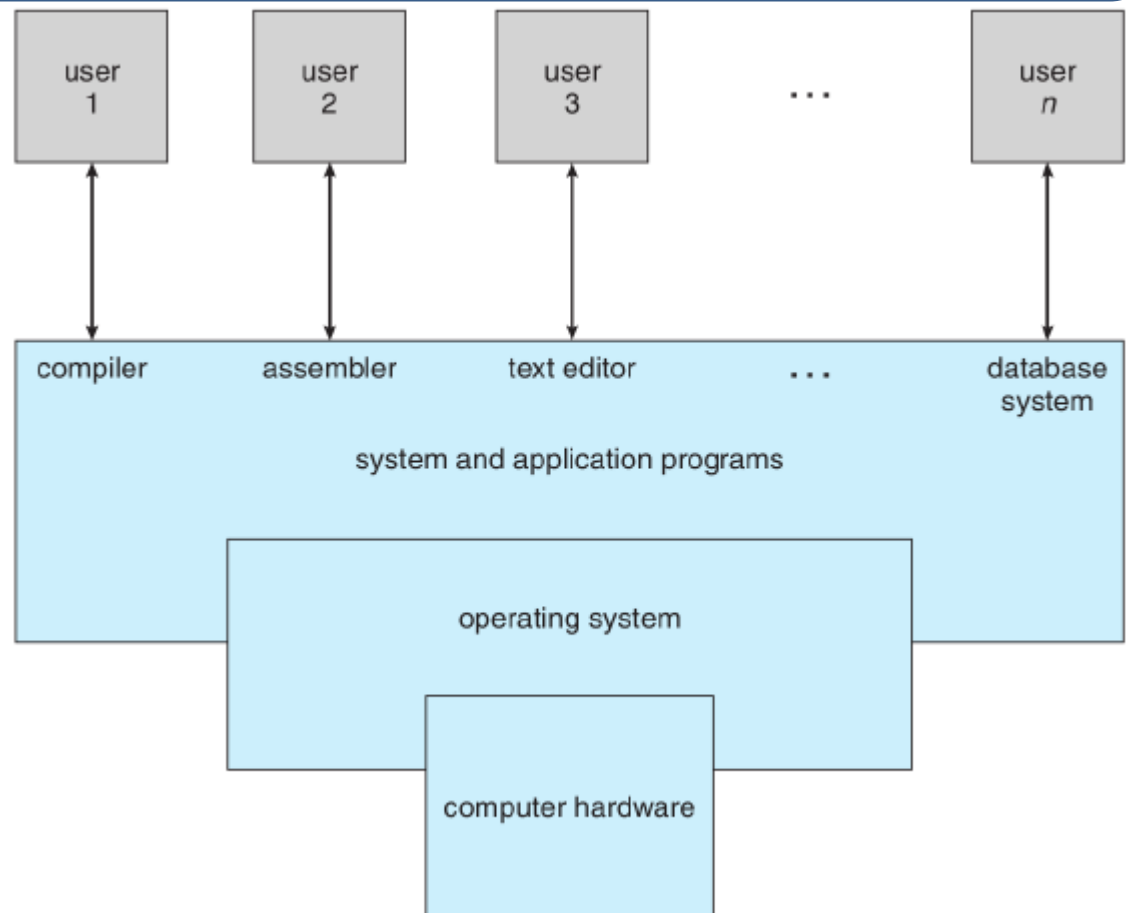 user
1
user
2
user
3
...
user
n
compiler
assembler
text editor
...
database
system
system and application programs
operating system
computer hardware